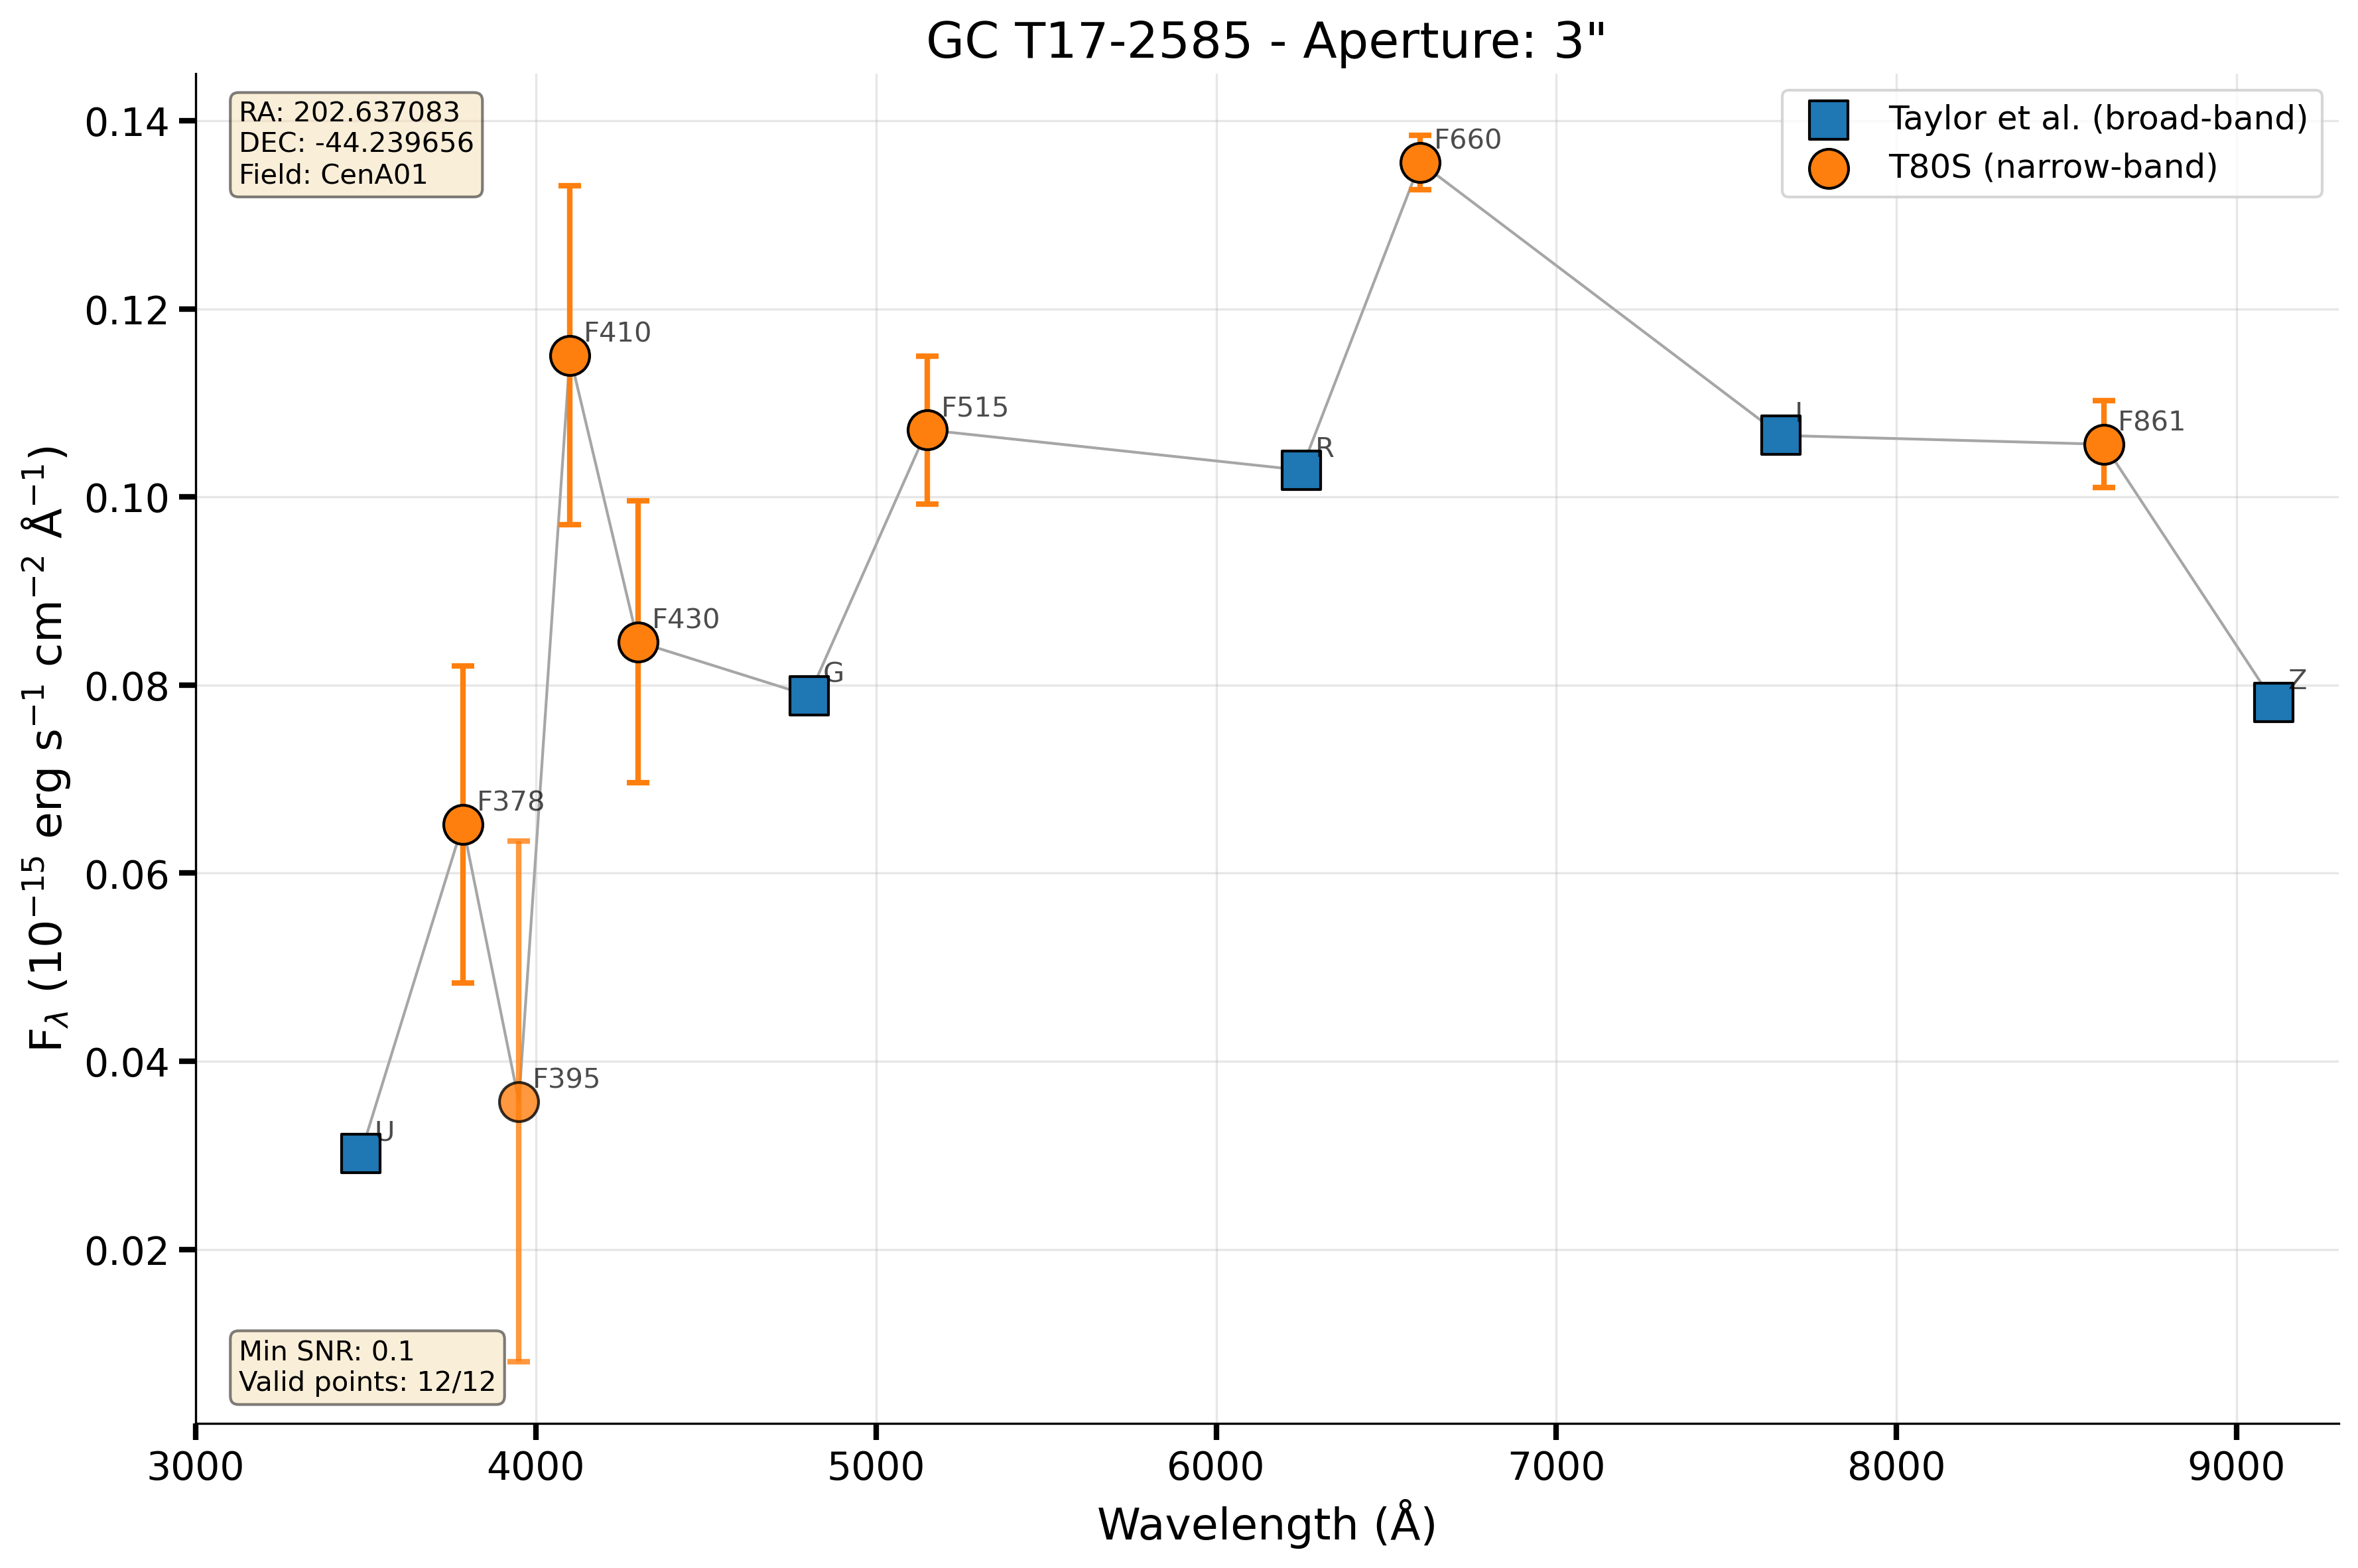 GC T17-2585 - Aperture: 3"
RA: 202.637083
DEC: -44.239656
Field: CenA01
Taylor et al. (broad-band)
T80S (narrow-band)
0.14
0.12
0.10
0.08
0.06
0.04
0.02
F_λ (10⁻¹⁵ erg s⁻¹ cm⁻² Å⁻¹)
U
F378
F395
F410
F430
G
F515
R
F660
I
F861
Z
Min SNR: 0.1
Valid points: 12/12
3000
4000
5000
6000
7000
8000
9000
Wavelength (Å)